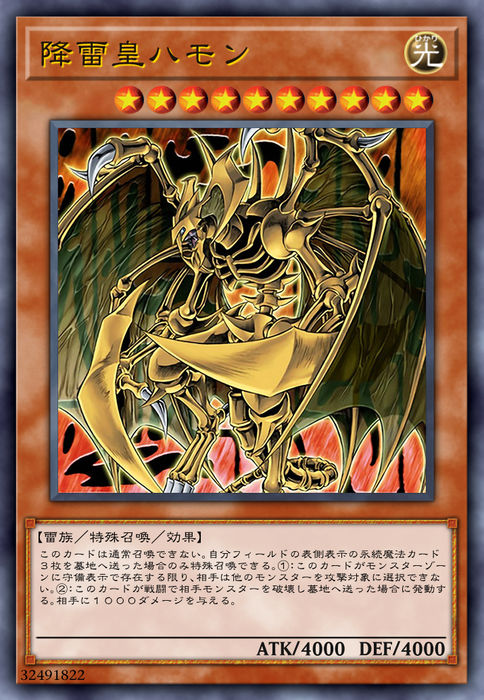 降雷皇ハモン
ひかり
光
【雷族／特殊召喚／効果】
このカードは通常召喚できない。自分フィールドの表側表示の永続魔法カード
３枚を墓地へ送った場合のみ特殊召喚できる。①：このカードがモンスターゾー
ンに守備表示で存在する限り、相手は他のモンスターを攻撃対象に選択できな
い。②：このカードが戦闘で相手モンスターを破壊し墓地へ送った場合に発動す
る。相手に１０００ダメージを与える。
ATK/4000 DEF/4000
32491822